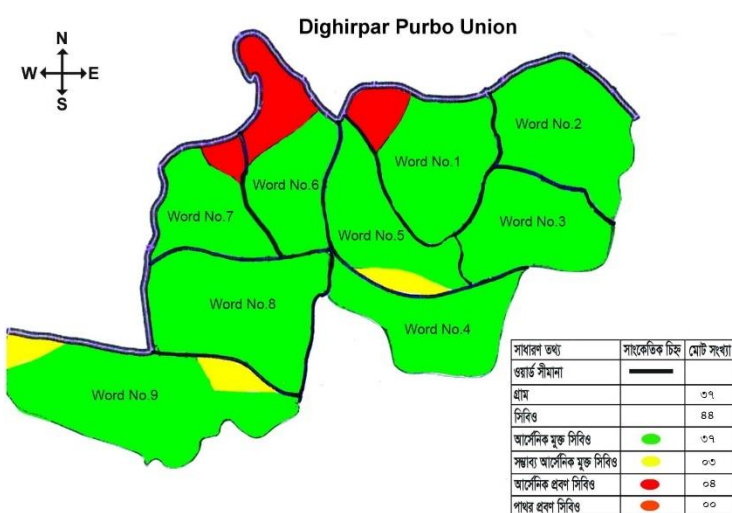 Dighirpar Purbo Union
N
W E
S
Word No.2
Word No.1
Word No.6
Word No.3
Word No.7
Word No.5
Word No.8
Word No.4
Word No.9
সাধারণ তথ্য সাংকেতিক চিহ্ন মোট সংখ্যা
ওয়ার্ড সীমানা
গ্রাম ৩৭
সিবিও ৪৪
আর্সেনিক মুক্ত সিবিও ৩৭
সম্ভাব্য আর্সেনিক মুক্ত সিবিও ০৩
আর্সেনিক প্রবণ সিবিও ০৪
পাথর প্রবণ সিবিও ০০